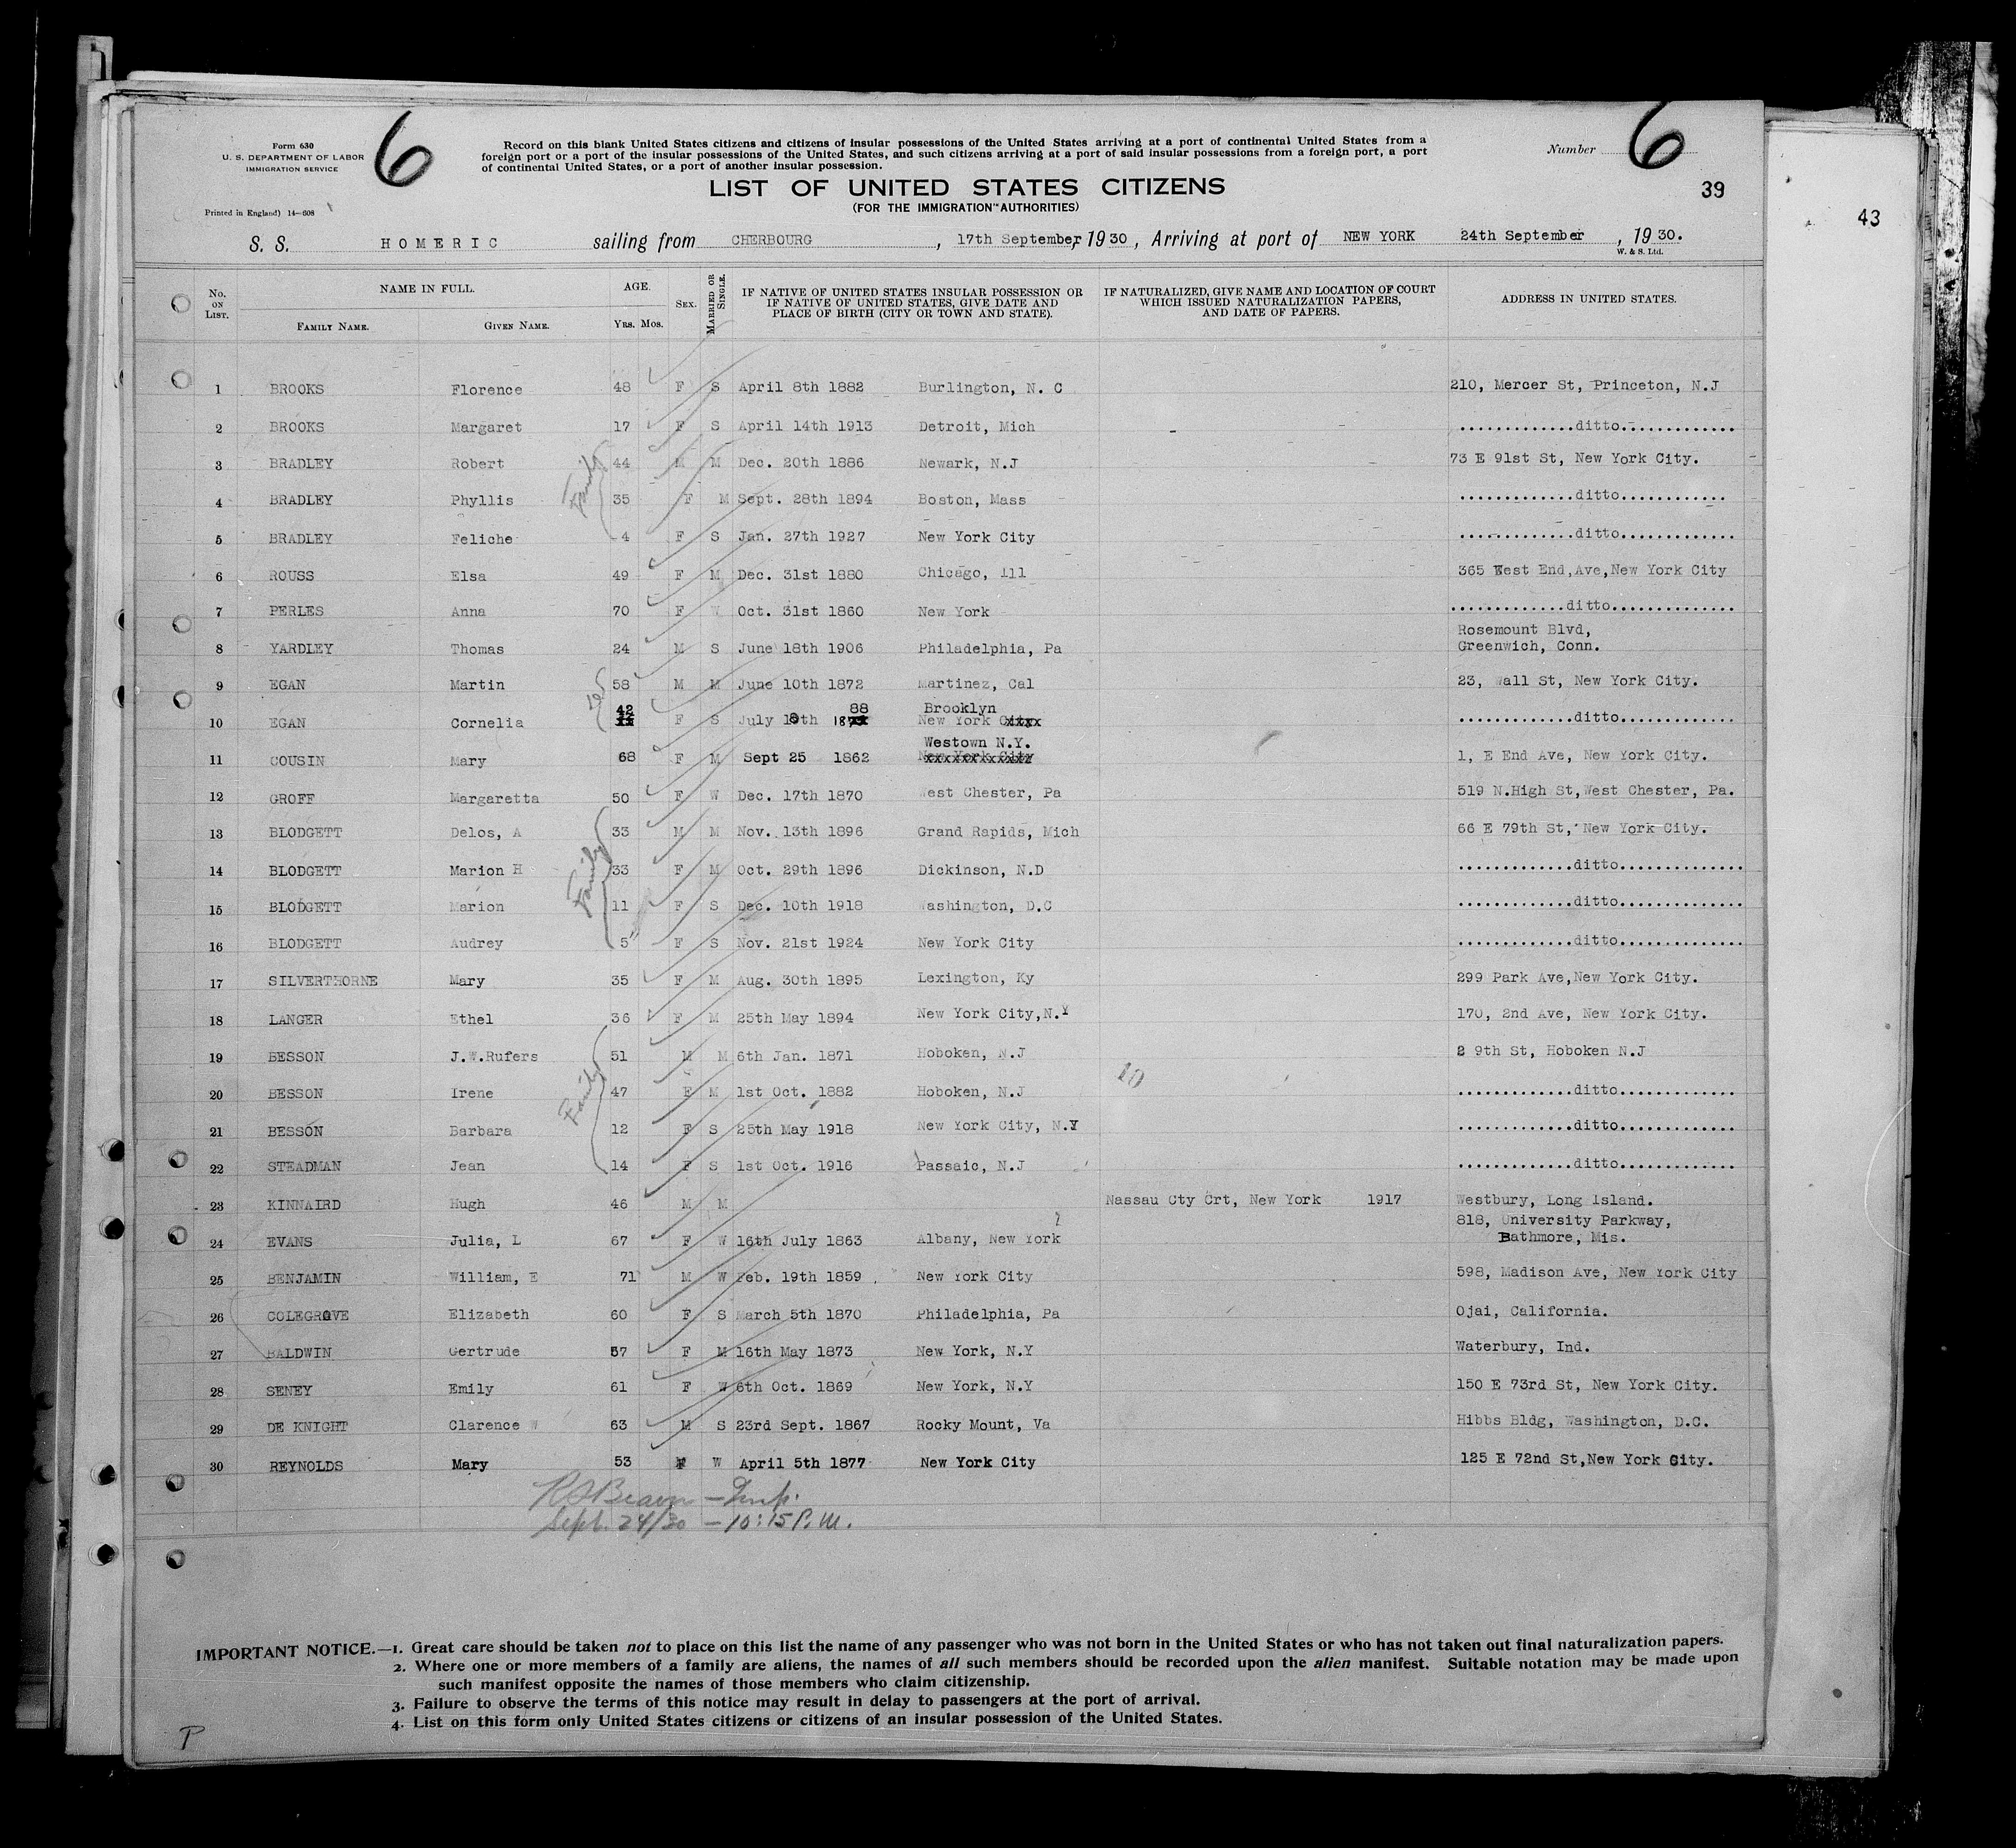 6
6
Form 630
U. S. DEPARTMENT OF LABOR
IMMIGRATION SERVICE
Printed in England) 14—608
Record on this blank United States citizens and citizens of insular possessions of the United States arriving at a port of continental United States from a
foreign port or a port of the insular possessions of the United States, and such citizens arriving at a port of said insular possessions from a foreign port, a port
of continental United States, or a port of another insular possession.
Number
LIST OF UNITED STATES CITIZENS
(FOR THE IMMIGRATION AUTHORITIES)
39
43
S. S. HOMERIC sailing from CHERBOURG, 17th September, 1930, Arriving at port of NEW YORK 24th September, 1930.
W. & S. Ltd.
No. ON LIST. NAME IN FULL. FAMILY NAME. GIVEN NAME. AGE. YRS. MOS. SEX. MARRIED OR SINGLE. IF NATIVE OF UNITED STATES INSULAR POSSESSION OR IF NATIVE OF UNITED STATES, GIVE DATE AND PLACE OF BIRTH (CITY OR TOWN AND STATE). IF NATURALIZED, GIVE NAME AND LOCATION OF COURT WHICH ISSUED NATURALIZATION PAPERS, AND DATE OF PAPERS. ADDRESS IN UNITED STATES.
1 BROOKS Florence 48 F S April 8th 1882 Burlington, N. C 210, Mercer St, Princeton, N.J
2 BROOKS Margaret 17 F S April 14th 1913 Detroit, Mich .............ditto.............
3 BRADLEY Robert 44 M M Dec. 20th 1886 Newark, N.J 73 E 91st St, New York City.
4 BRADLEY Phyllis 35 F M Sept. 28th 1894 Boston, Mass .............ditto............
5 BRADLEY Feliche 4 F S Jan. 27th 1927 New York City .............ditto.............
Family
6 ROUSS Elsa 49 F M Dec. 31st 1880 Chicago, ill 365 West End,Ave,New York City
7 PERLES Anna 70 F W Oct. 31st 1860 New York .............ditto..............
8 YARDLEY Thomas 24 M S June 18th 1906 Philadelphia, Pa Rosemount Blvd,
Greenwich, Conn.
9 EGAN Martin 58 M M June 10th 1872 Martinez, Cal 23, Wall St, New York City.
42 88 Brooklyn
10 EGAN Cornelia F S July 18th New York City .............ditto.............
Westown N.Y.
11 COUSIN Mary 68 F M Sept 25 1862 New York City 1, E End Ave, New York City.
12 GROFF Margaretta 50 F W Dec. 17th 1870 West Chester, Pa 519 N.High St,West Chester, Pa.
13 BLODGETT Delos, A 33 M M Nov. 13th 1896 Grand Rapids, Mich 66 E 79th St, New York City.
14 BLODGETT Marion H 33 F M Oct. 29th 1896 Dickinson, N.D .............ditto..............
15 BLODGETT Marion 11 F S Dec. 10th 1918 Washington, D.C .............ditto..............
16 BLODGETT Audrey 5 F S Nov. 21st 1924 New York City .............ditto..............
Family
17 SILVERTHORNE Mary 35 F M Aug. 30th 1895 Lexington, Ky 299 Park Ave,New York City.
18 LANGER Ethel 36 F M 25th May 1894 New York City,N.Y 170, 2nd Ave, New York City.
19 BESSON J.W.Rufers 51 M M 6th Jan. 1871 Hoboken, N.J 2 9th St, Hoboken N.J
20 BESSON Irene 47 F M 1st Oct. 1882 Hoboken, N.J 10 .............ditto.............
21 BESSON Barbara 12 F S 25th May 1918 New York City, N.Y .............ditto.............
22 STEADMAN Jean 14 F S 1st Oct. 1916 Passaic, N.J .............ditto.............
Family
23 KINNAIRD Hugh 46 M M Nassau Cty Crt, New York 1917 Westbury, Long Island.
24 EVANS Julia, L 67 F W 16th July 1863 Albany, New York 818, University Parkway,
Bathmore, Mis.
25 BENJAMIN William, E 71 M W Feb. 19th 1859 New York City 598, Madison Ave, New York City
26 COLEGROVE Elizabeth 60 F S March 5th 1870 Philadelphia, Pa Ojai, California.
27 BALDWIN Gertrude 57 F M 16th May 1873 New York, N.Y Waterbury, Ind.
28 SENEY Emily 61 F W 6th Oct. 1869 New York, N.Y 150 E 73rd St, New York City.
29 DE KNIGHT Clarence W 63 M S 23rd Sept. 1867 Rocky Mount, Va Hibbs Bldg, Washington, D.C.
30 REYNOLDS Mary 53 F W April 5th 1877 New York City 125 E 72nd St,New York City.
Insp.
Sept. 24/30 — 10:15 P.M.
IMPORTANT NOTICE.—1. Great care should be taken not to place on this list the name of any passenger who was not born in the United States or who has not taken out final naturalization papers.
2. Where one or more members of a family are aliens, the names of all such members should be recorded upon the alien manifest. Suitable notation may be made upon
such manifest opposite the names of those members who claim citizenship.
3. Failure to observe the terms of this notice may result in delay to passengers at the port of arrival.
4. List on this form only United States citizens or citizens of an insular possession of the United States.
P